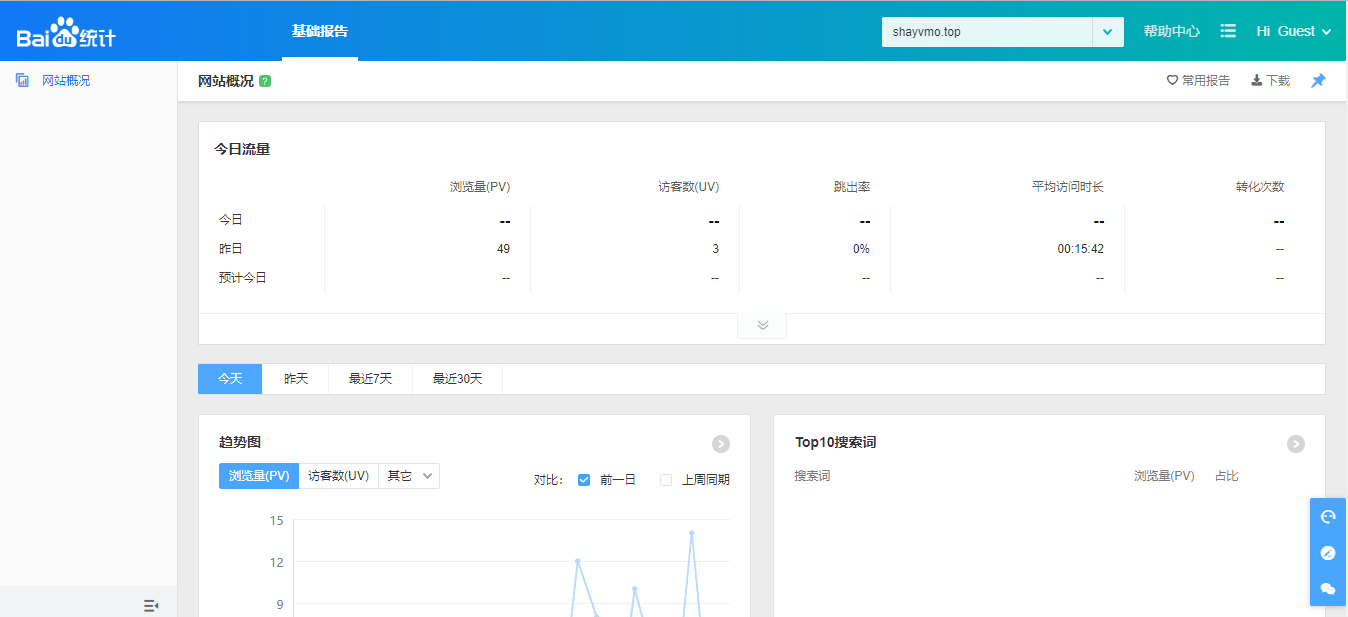 Bai du 统计
基础报告
shayvmo.top
帮助中心
Hi Guest
网站概况
网站概况 ?
常用报告
下载
今日流量
浏览量(PV) 访客数(UV) 跳出率 平均访问时长 转化次数
今日 -- -- -- -- --
昨日 49 3 0% 00:15:42 --
预计今日 -- -- -- -- --
今天 昨天 最近7天 最近30天
趋势图
浏览量(PV) 访客数(UV) 其它
对比: 前一日 上周同期
15
12
9
Top10搜索词
搜索词 浏览量(PV) 占比